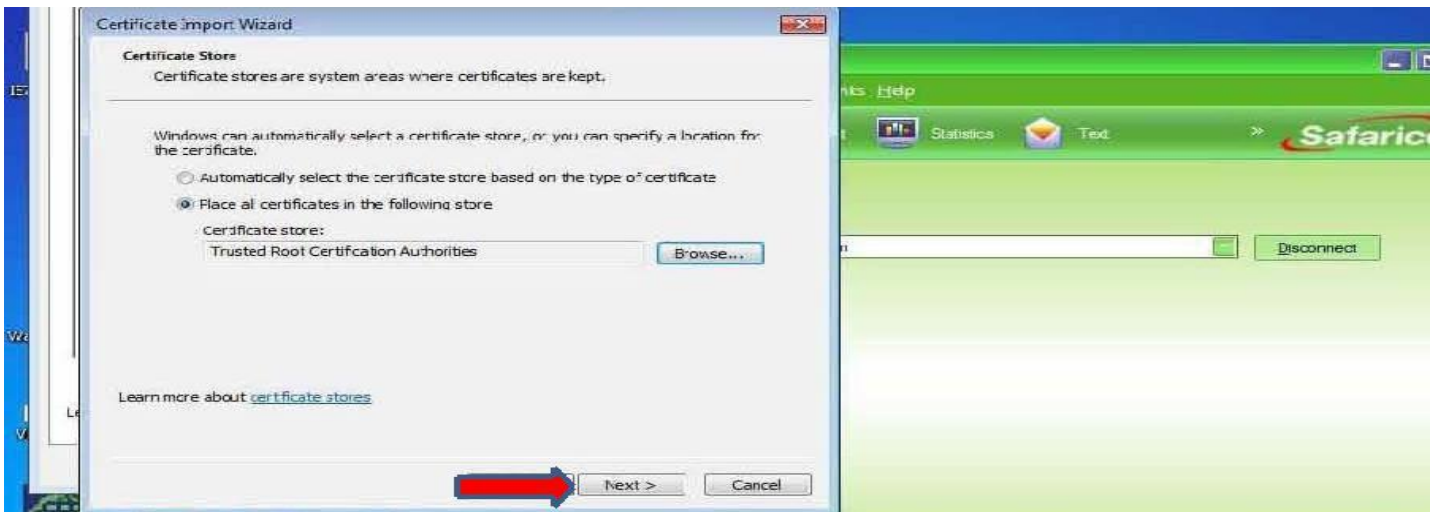 Certificate Import Wizard
Certificate Store
Certificate stores are system areas where certificates are kept.
Windows can automatically select a certificate store, or you can specify a location for
the certificate.
Automatically select the certificate store based on the type of certificate
Place all certificates in the following store
Certificate store:
Trusted Root Certification Authorities
Browse...
Learn more about certificate stores
Next >
Cancel
Help
Statistics
Text
»
Safarico
Disconnect